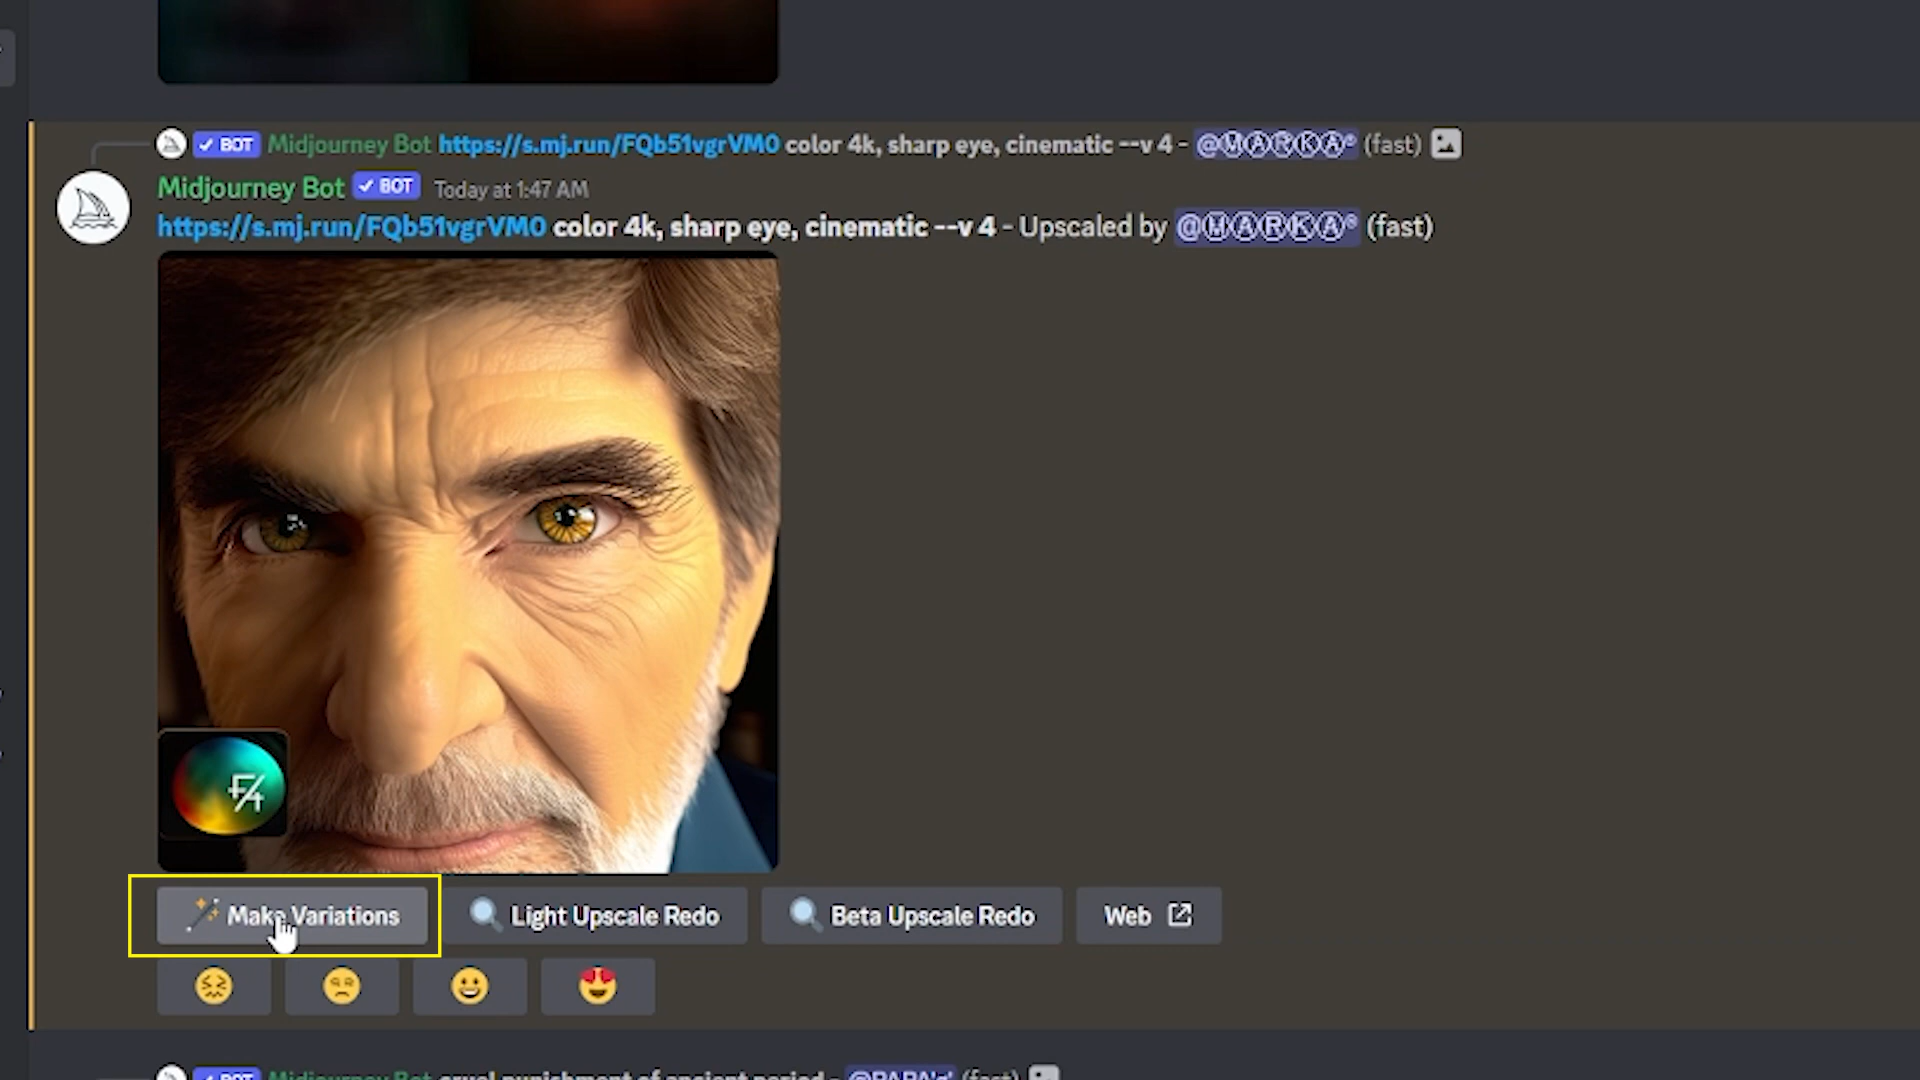 BOT Midjourney Bot https://s.mj.run/FQb51vgrVM0 color 4k, sharp eye, cinematic --v 4 - @ⓂⒶⓇⓀⒶ® (fast)
Midjourney Bot BOT Today at 1:47 AM
https://s.mj.run/FQb51vgrVM0 color 4k, sharp eye, cinematic --v 4 - Upscaled by @ⓂⒶⓇⓀⒶ® (fast)
Make Variations Light Upscale Redo Beta Upscale Redo Web
BOT Midjourney Bot cruel punishment of ancient period - (fast)